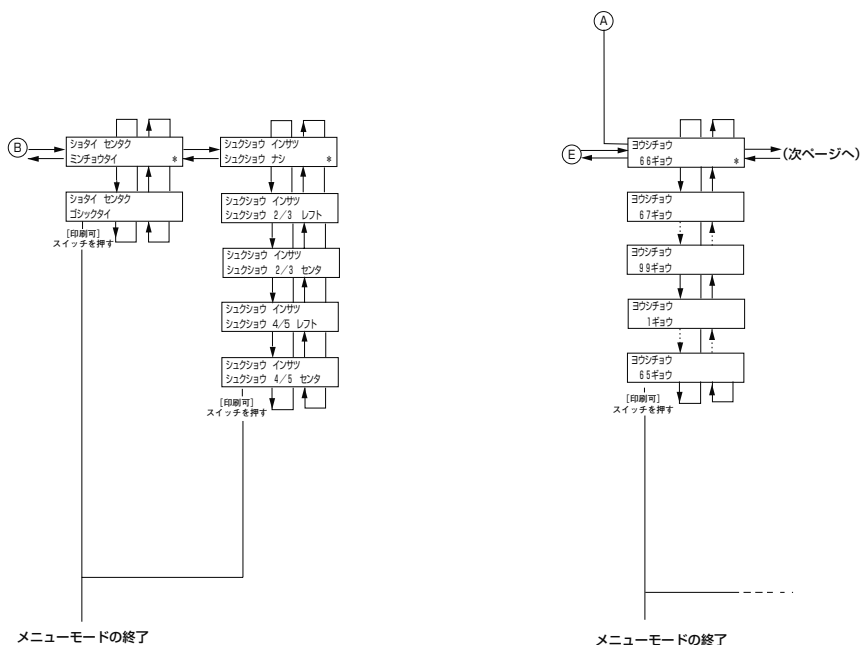 B
ショタイ センタク
ミンチョウタイ *
ショタイ センタク
ゴシックタイ
[印刷可]
スイッチを押す
シュクショウ インサツ
シュクショウ ナシ *
シュクショウ インサツ
シュクショウ 2/3 レフト
シュクショウ インサツ
シュクショウ 2/3 センタ
シュクショウ インサツ
シュクショウ 4/5 レフト
シュクショウ インサツ
シュクショウ 4/5 センタ
[印刷可]
スイッチを押す
メニューモードの終了
A
E
ヨウシチョウ
66ギョウ *
(次ページへ)
ヨウシチョウ
67ギョウ
ヨウシチョウ
99ギョウ
ヨウシチョウ
1ギョウ
ヨウシチョウ
65ギョウ
[印刷可]
スイッチを押す
メニューモードの終了